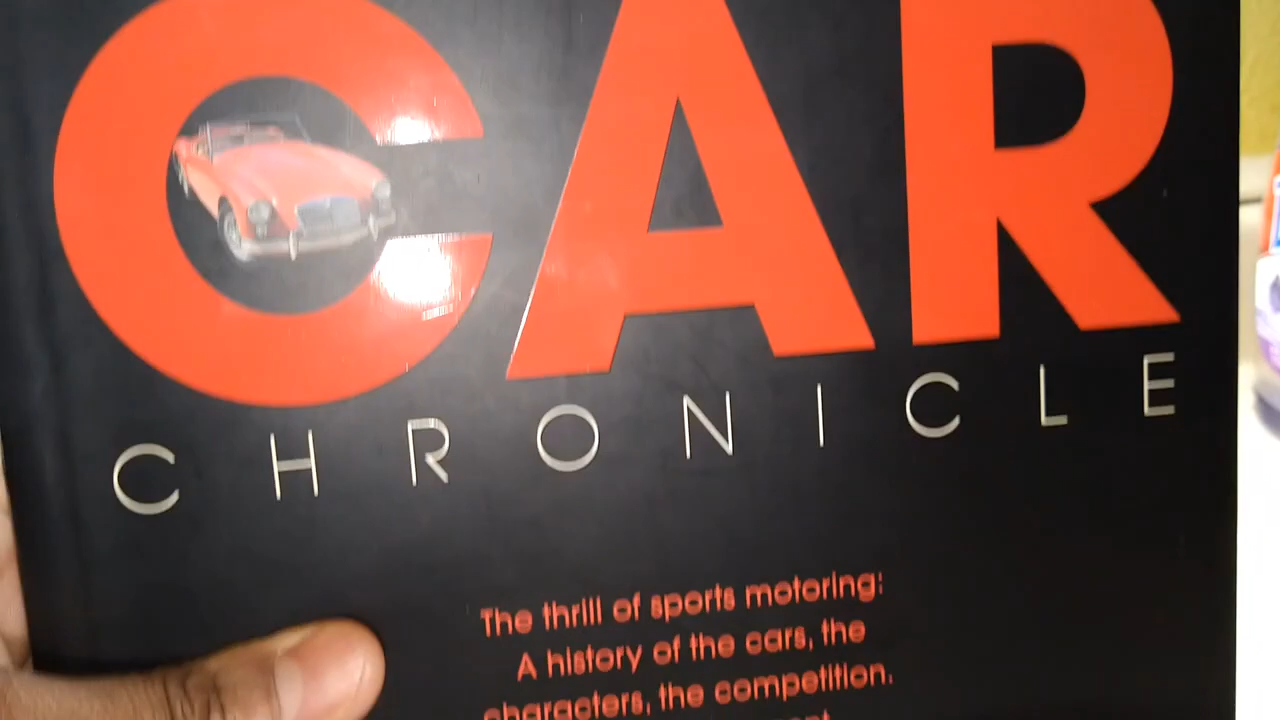 CAR
CHRONICLE
The thrill of sports motoring:
A history of the cars, the
characters, the competition.